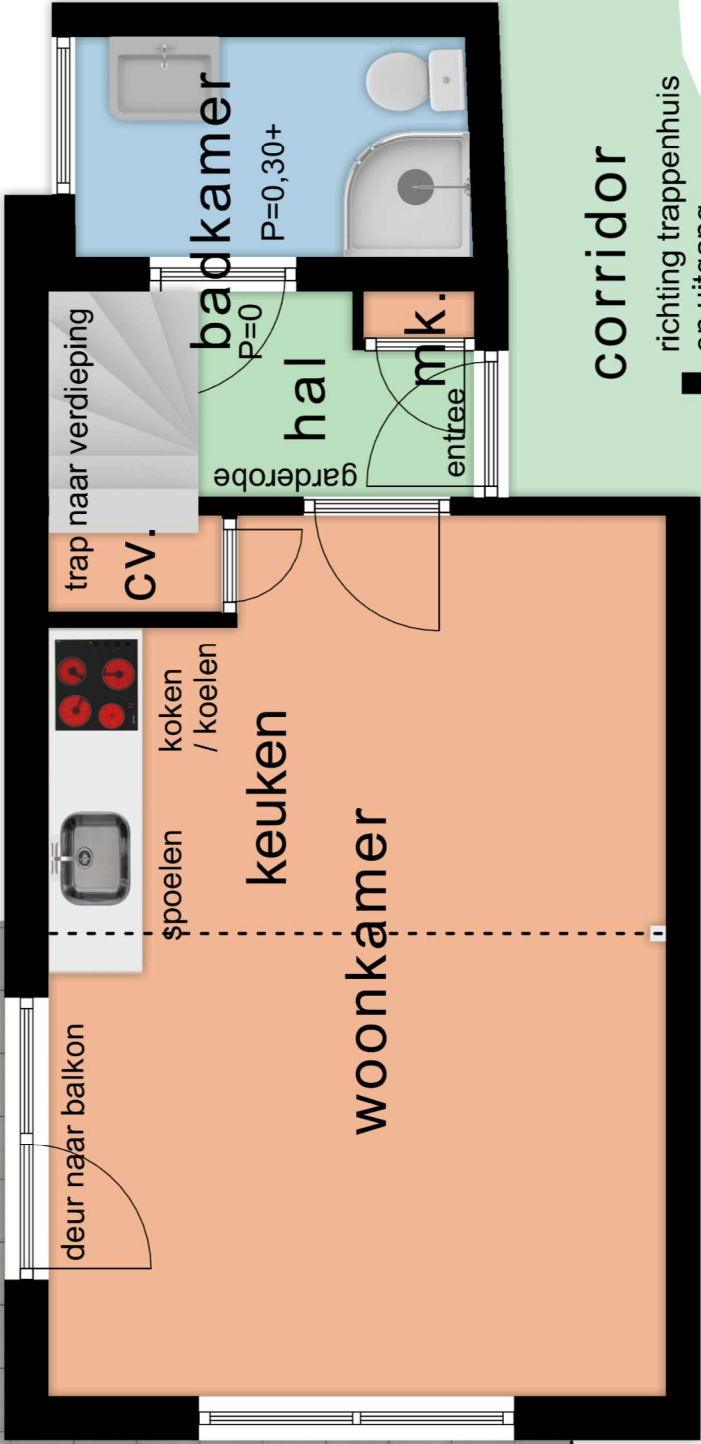 deur naar balkon
trap naar verdieping
cv.
spoelen
koken
/ koelen
keuken
woonkamer
badkamer
P=0,30+
P=0
hal
garderobe
mk.
entree
corridor
richting trappenhuis